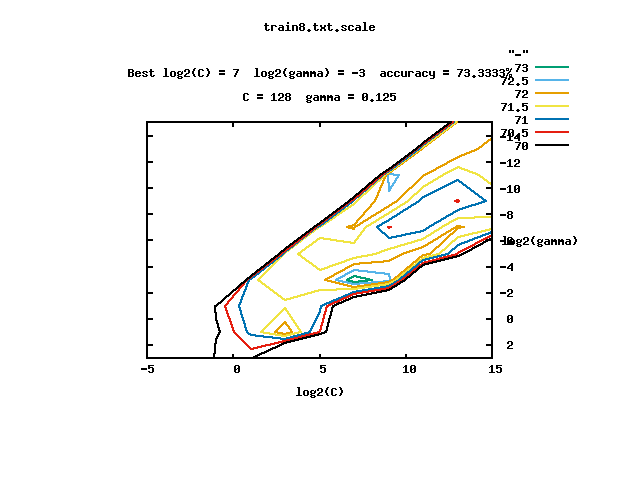 train8.txt.scale
"-"
Best log2(C) = 7 log2(gamma) = -3 accuracy = 73.3333%
73
72.5
C = 128 gamma = 0.125
72
71.5
71
70.5
70
-14
-12
-10
-8
-6
log2(gamma)
-4
-2
0
2
-5 0 5 10 15
log2(C)